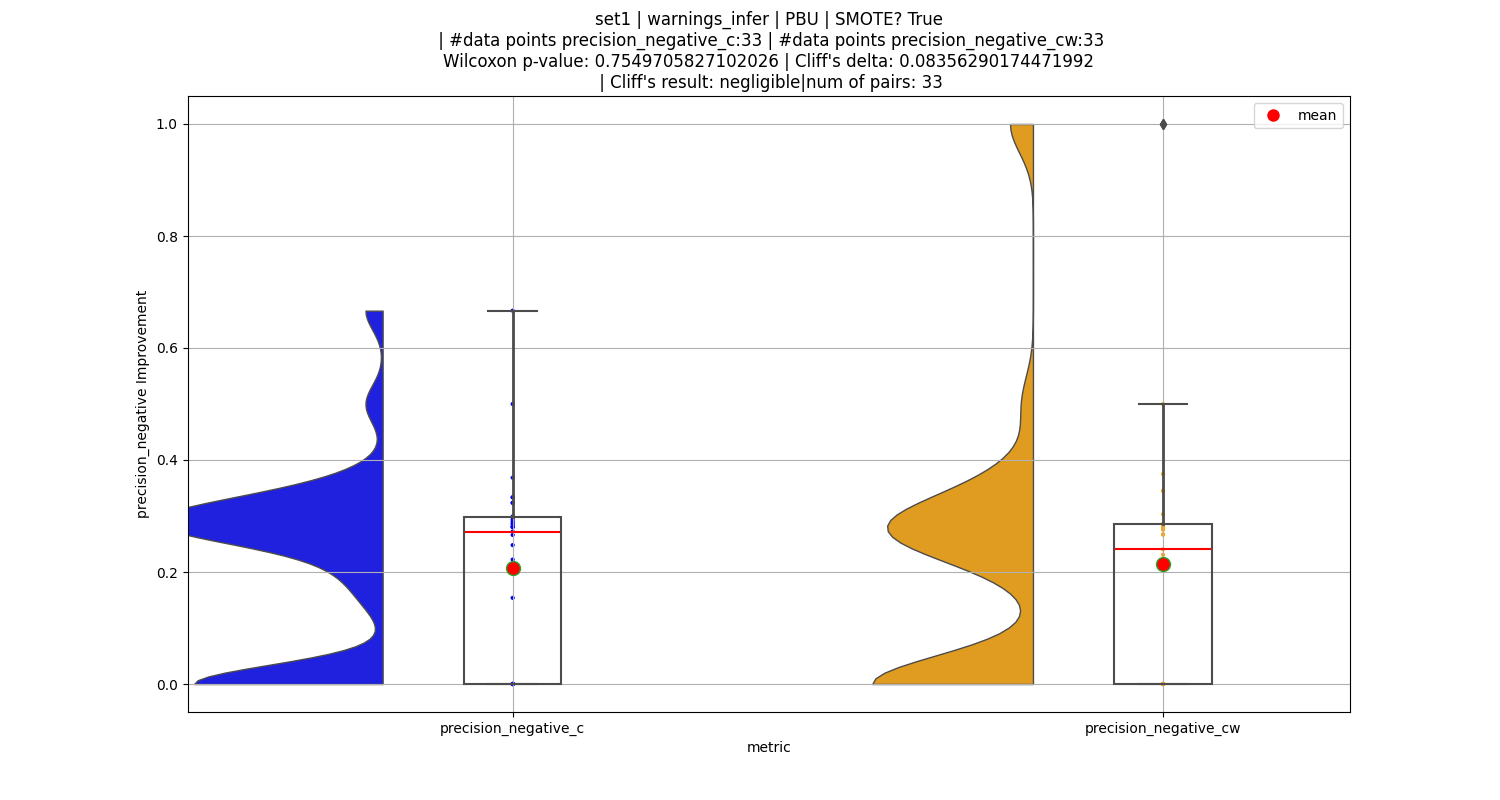 set1 | warnings_infer | PBU | SMOTE? True
| #data points precision_negative_c:33 | #data points precision_negative_cw:33
Wilcoxon p-value: 0.7549705827102026 | Cliff's delta: 0.08356290174471992
| Cliff's result: negligible|num of pairs: 33
mean
1.0
0.8
0.6
0.4
0.2
0.0
precision_negative Improvement
precision_negative_c
precision_negative_cw
metric